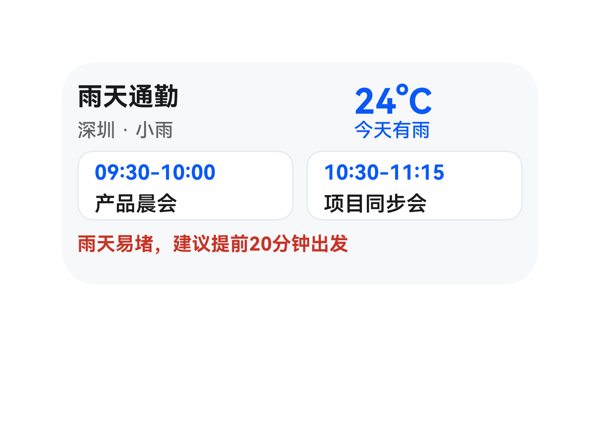 雨天通勤
深圳 · 小雨
24°C
今天有雨
09:30-10:00
产品晨会
10:30-11:15
项目同步会
雨天易堵，建议提前20分钟出发